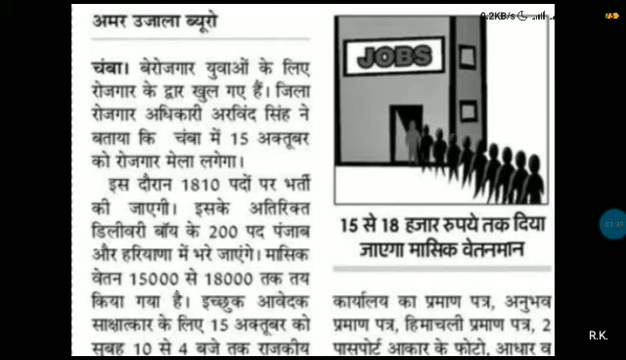 0.2KB/s
अमर उजाला ब्यूरो
चंबा। बेरोजगार युवाओं के लिए
रोजगार के द्वार खुल गए हैं। जिला
रोजगार अधिकारी अरविंद सिंह ने
बताया कि चंबा में 15 अक्तूबर
को रोजगार मेला लगेगा।
इस दौरान 1810 पदों पर भर्ती
की जाएगी। इसके अतिरिक्त
डिलीवरी बॉय के 200 पद पंजाब
और हरियाणा में भरे जाएंगे। मासिक
वेतन 15000 से 18000 तक तय
किया गया है। इच्छुक आवेदक
साक्षात्कार के लिए 15 अक्तूबर को
सुबह 10 से 4 बजे तक राजकीय
JOBS
15 से 18 हजार रुपये तक दिया
जाएगा मासिक वेतनमान
कार्यालय का प्रमाण पत्र, अनुभव
प्रमाण पत्र, हिमाचली प्रमाण पत्र, 2
पासपोर्ट आकार के फोटो, आधार व
R.K.